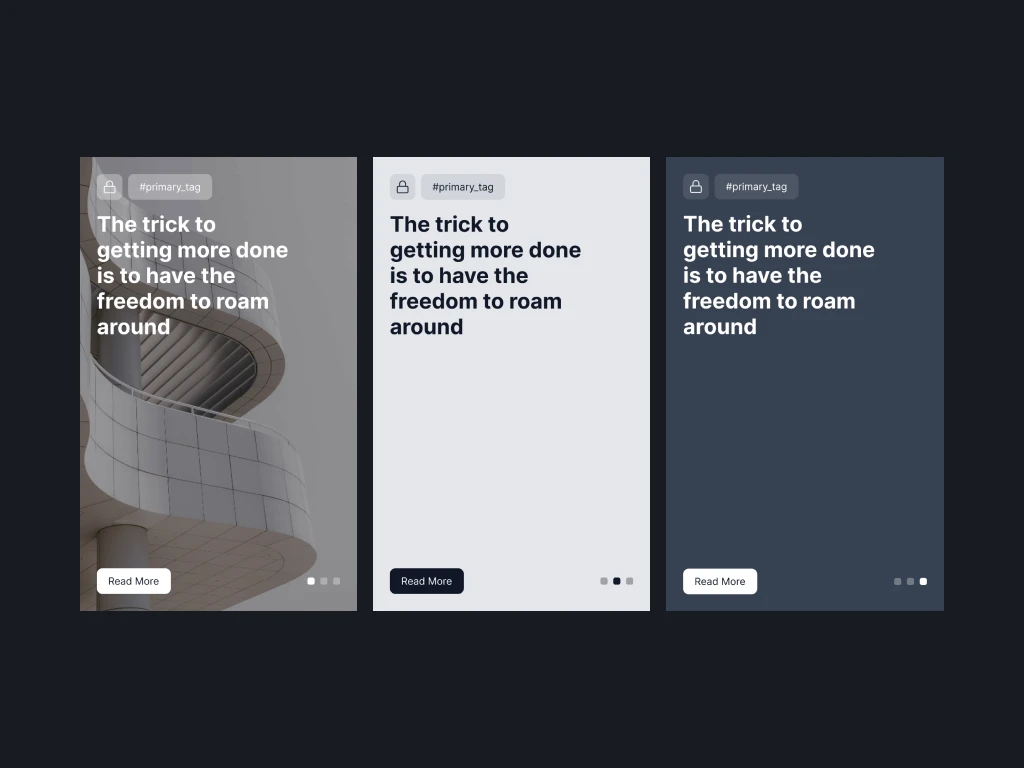 #primary_tag
The trick to
getting more done
is to have the
freedom to roam
around
Read More
#primary_tag
The trick to
getting more done
is to have the
freedom to roam
around
Read More
#primary_tag
The trick to
getting more done
is to have the
freedom to roam
around
Read More